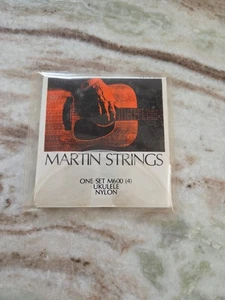 MARTIN STRINGS
ONE SET M600 (4)
UKULELE
NYLON